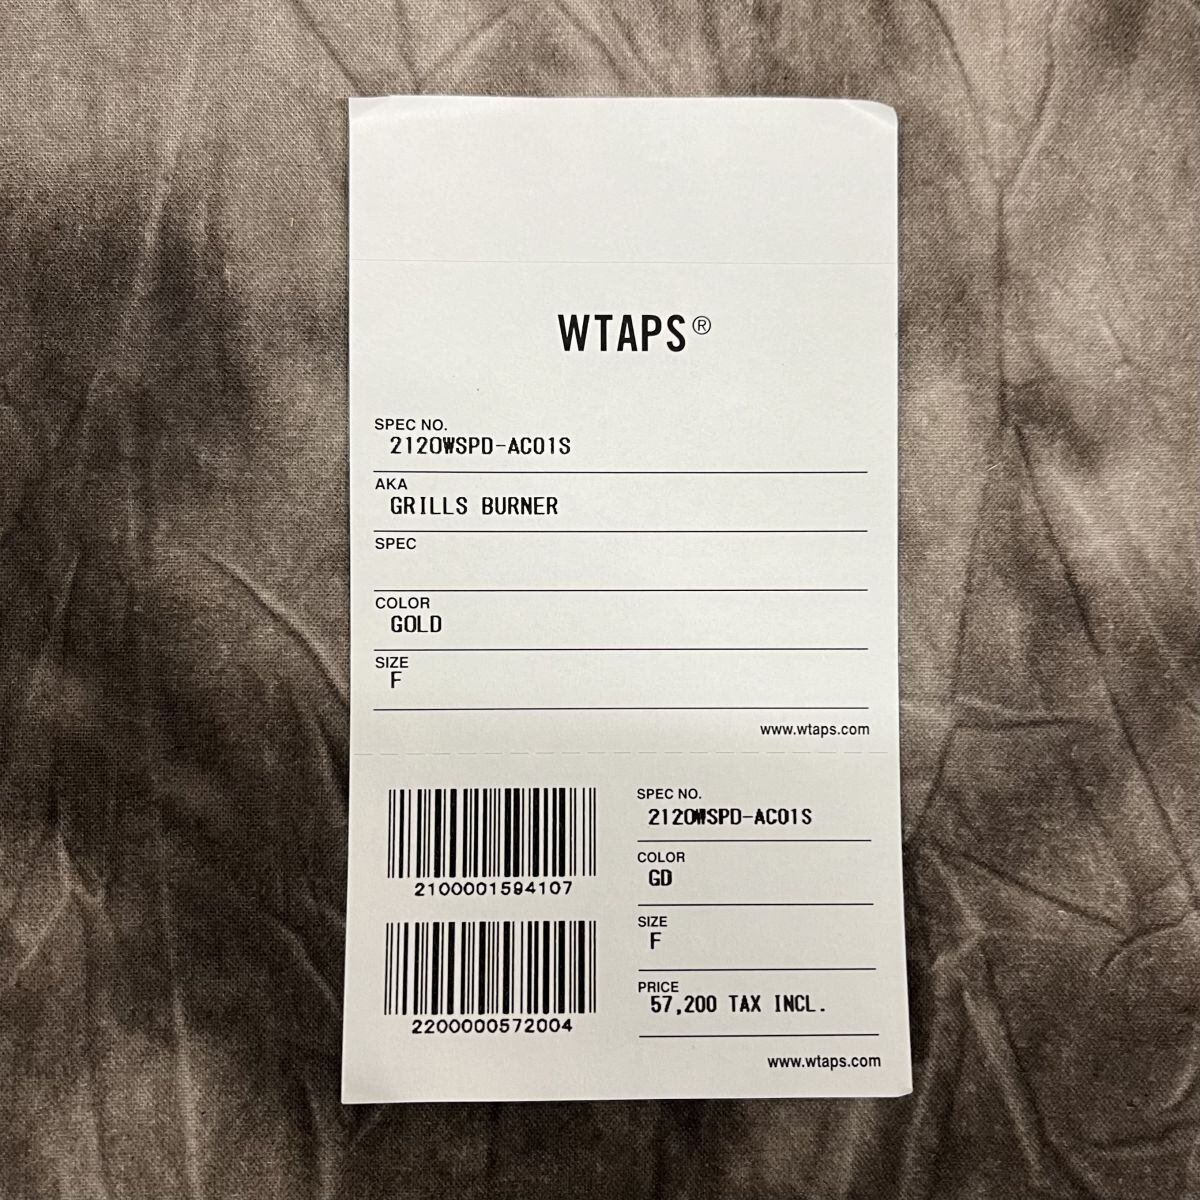 WTAPS®
SPEC NO.
212OWSPD-AC01S
AKA
GRILLS BURNER
SPEC
COLOR
GOLD
SIZE
F
www.wtaps.com
2100001594107
2200000572004
SPEC NO.
212OWSPD-AC01S
COLOR
GD
SIZE
F
PRICE
57,200 TAX INCL.
www.wtaps.com